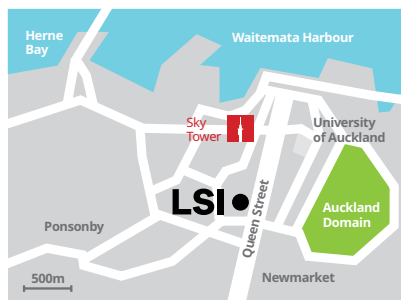 Herne
Bay
Waitemata Harbour
Sky
Tower
University
of Auckland
LSI
Queen Street
Auckland
Domain
Ponsonby
500m
Newmarket